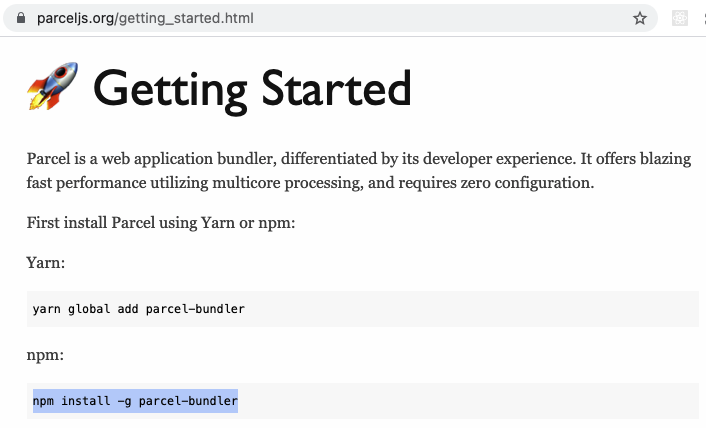 parceljs.org/getting_started.html
🚀 Getting Started
Parcel is a web application bundler, differentiated by its developer experience. It offers blazing
fast performance utilizing multicore processing, and requires zero configuration.
First install Parcel using Yarn or npm:
Yarn:
yarn global add parcel-bundler
npm:
npm install -g parcel-bundler